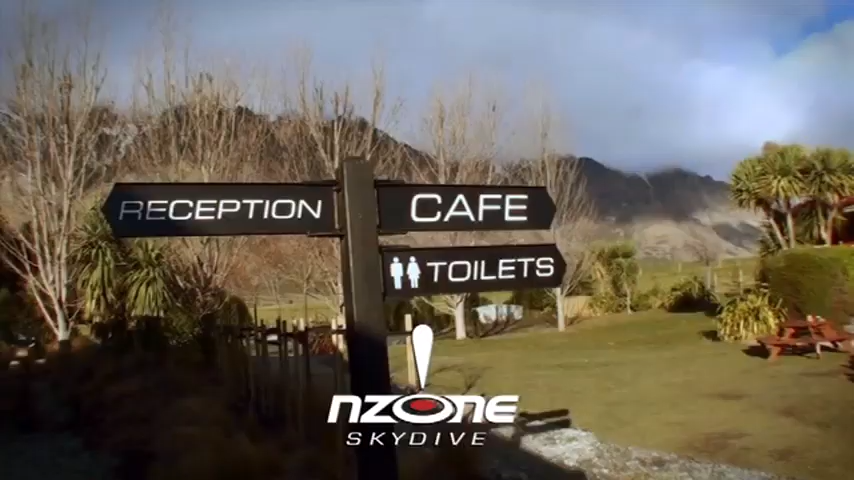 RECEPTION
CAFE
TOILETS
NZONE
SKYDIVE